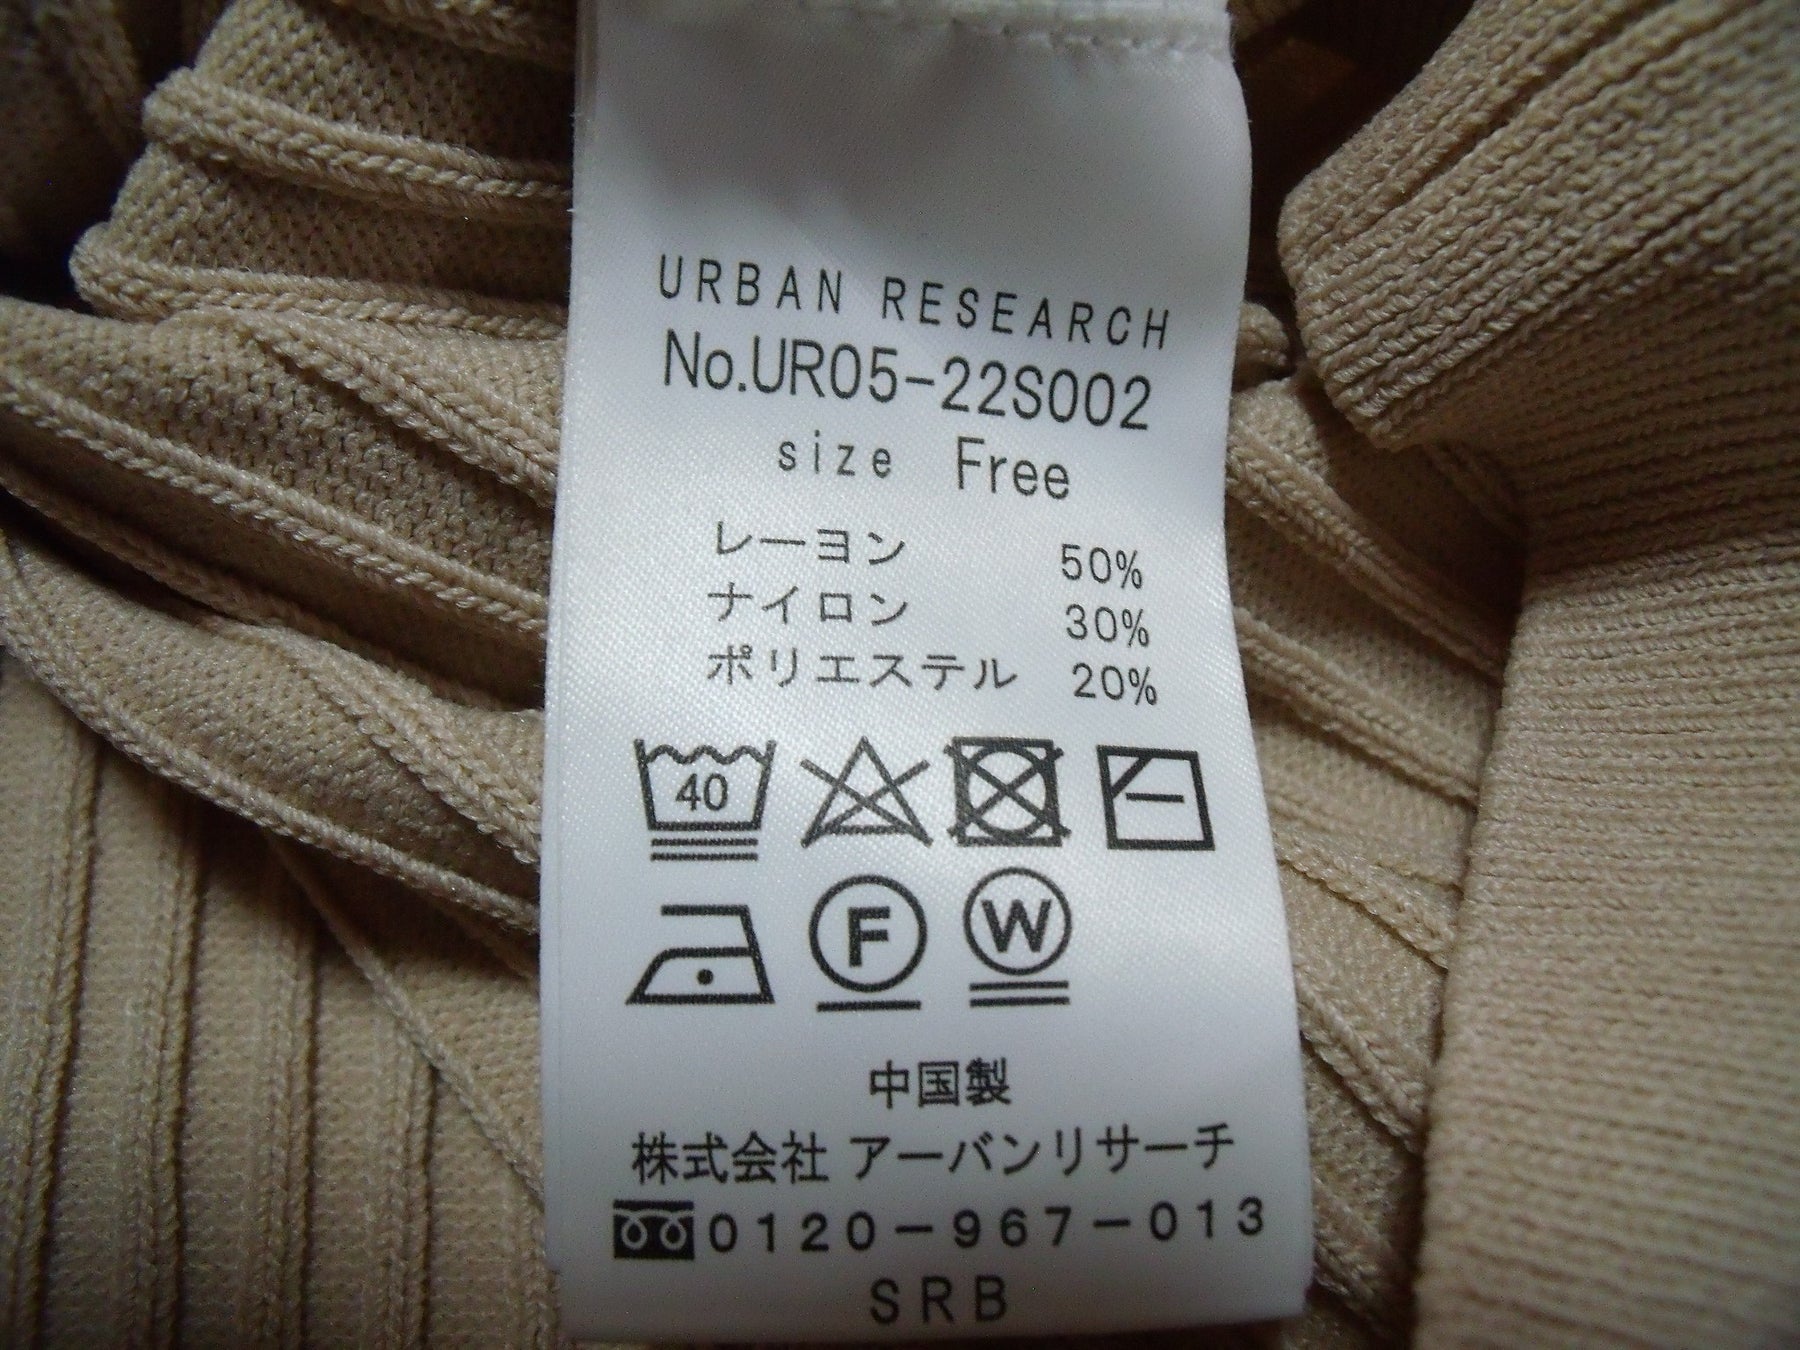 URBAN RESEARCH
No.UR05-22S002
size Free
レーヨン 50%
ナイロン 30%
ポリエステル 20%
40
F W
中国製
株式会社 アーバンリサーチ
0120-967-013
SRB